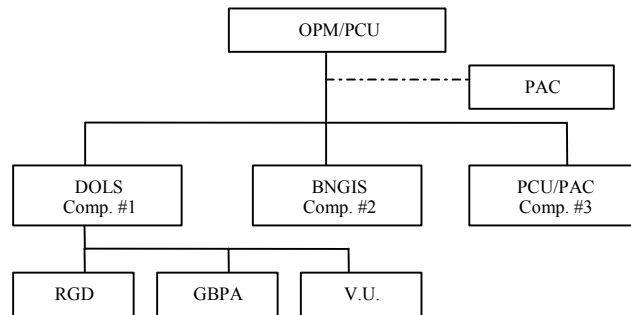 OPM/PCU
PAC
DOLS
Comp. #1
BNGIS
Comp. #2
PCU/PAC
Comp. #3
RGD
GBPA
V.U.